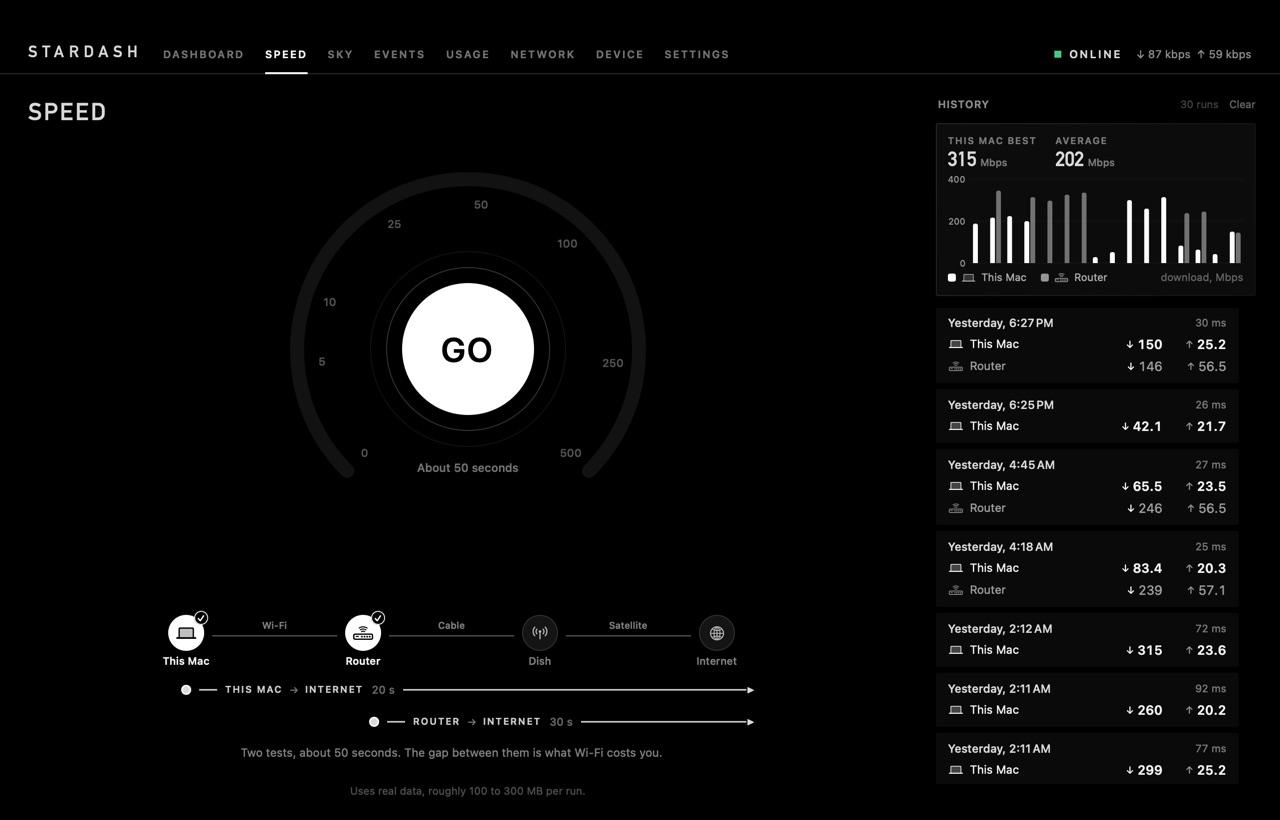 STARDASH DASHBOARD SPEED SKY EVENTS USAGE NETWORK DEVICE SETTINGS ONLINE ↓ 87 kbps ↑ 59 kbps
SPEED
50
25
100
10
5
250
0
500
GO
About 50 seconds
Wi-Fi Cable Satellite
This Mac Router Dish Internet
THIS MAC → INTERNET 20 s
ROUTER → INTERNET 30 s
Two tests, about 50 seconds. The gap between them is what Wi-Fi costs you.
Uses real data, roughly 100 to 300 MB per run.
HISTORY 30 runs Clear
THIS MAC BEST AVERAGE
315 Mbps 202 Mbps
400
200
0
This Mac Router download, Mbps
Yesterday, 6:27 PM 30 ms
This Mac ↓ 150 ↑ 25.2
Router ↓ 146 ↑ 56.5
Yesterday, 6:25 PM 26 ms
This Mac ↓ 42.1 ↑ 21.7
Yesterday, 4:45 AM 27 ms
This Mac ↓ 65.5 ↑ 23.5
Router ↓ 246 ↑ 56.5
Yesterday, 4:18 AM 25 ms
This Mac ↓ 83.4 ↑ 20.3
Router ↓ 239 ↑ 57.1
Yesterday, 2:12 AM 72 ms
This Mac ↓ 315 ↑ 23.6
Yesterday, 2:11 AM 92 ms
This Mac ↓ 260 ↑ 20.2
Yesterday, 2:11 AM 77 ms
This Mac ↓ 299 ↑ 25.2